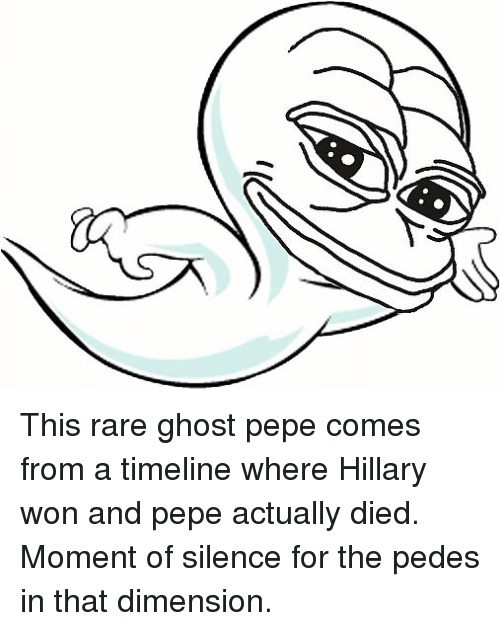 This rare ghost pepe comes
from a timeline where Hillary
won and pepe actually died.
Moment of silence for the pedes
in that dimension.